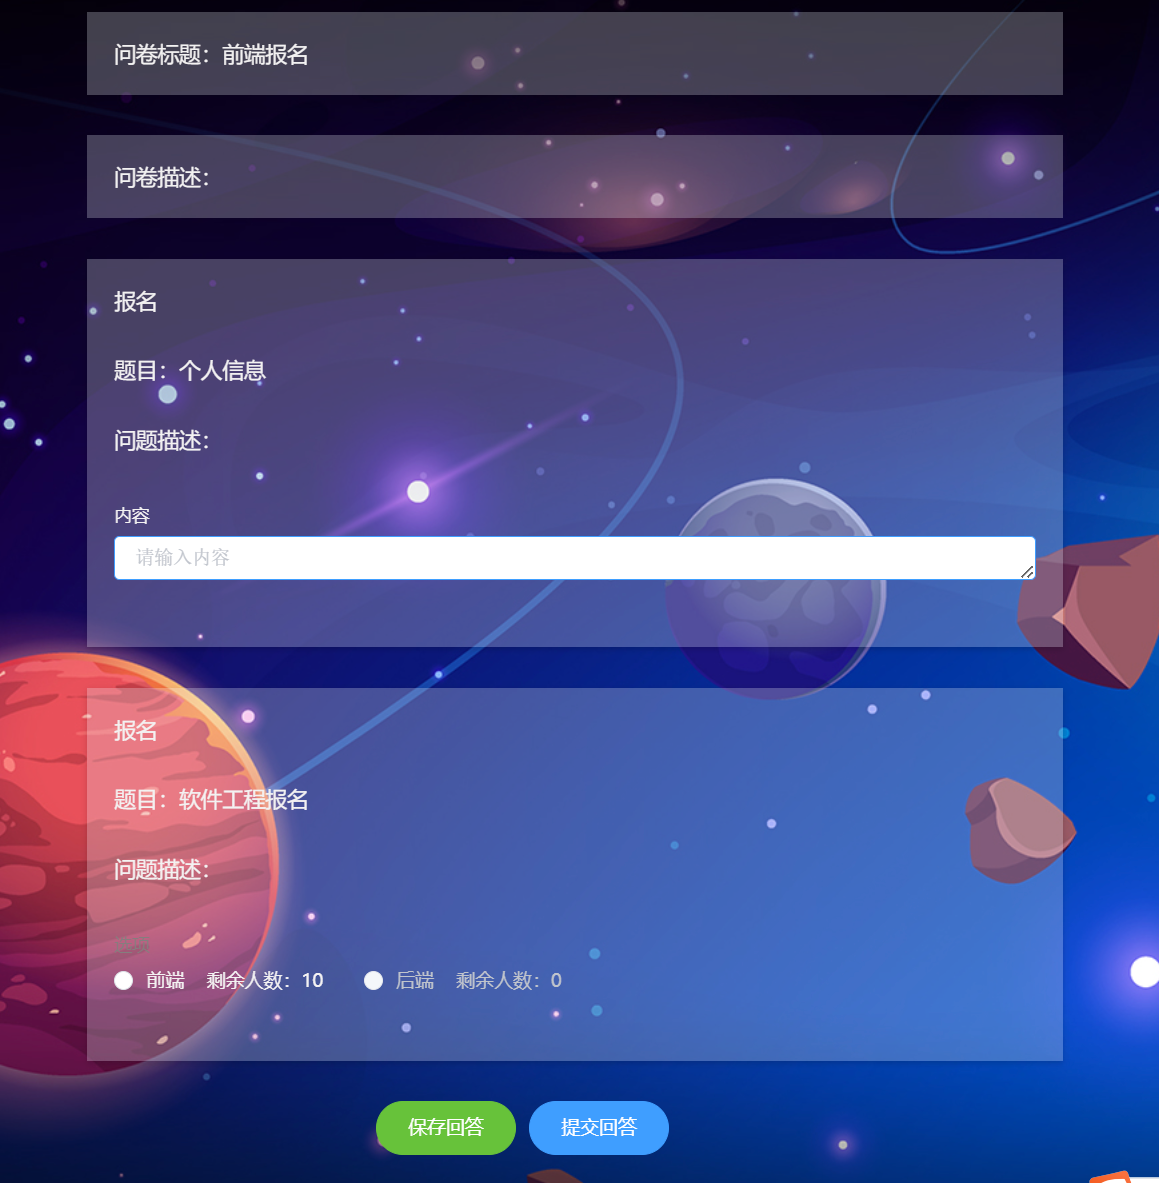 问卷标题：前端报名
问卷描述：
报名
题目：个人信息
问题描述：
内容
请输入内容
报名
题目：软件工程报名
问题描述：
前端 剩余人数：10 后端 剩余人数：0
保存回答 提交回答